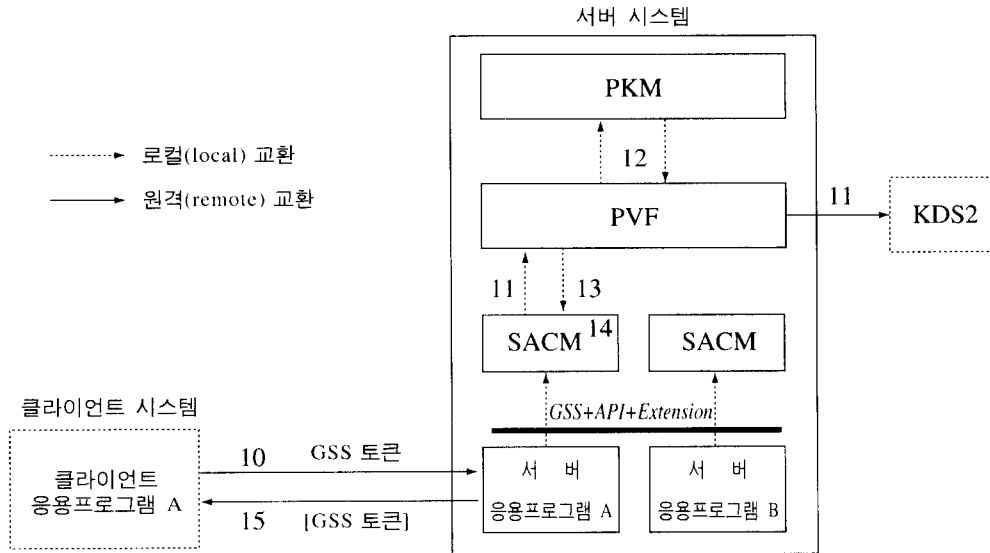 서버 시스템
PKM
로컬(local) 교환
12
원격(remote) 교환
PVF
11
KDS2
11
13
SACM
14
SACM
GSS+API+Extension
클라이언트 시스템
클라이언트
응용프로그램 A
10
GSS 토큰
15
[GSS 토큰]
서 버
응용프로그램 A
서 버
응용프로그램 B